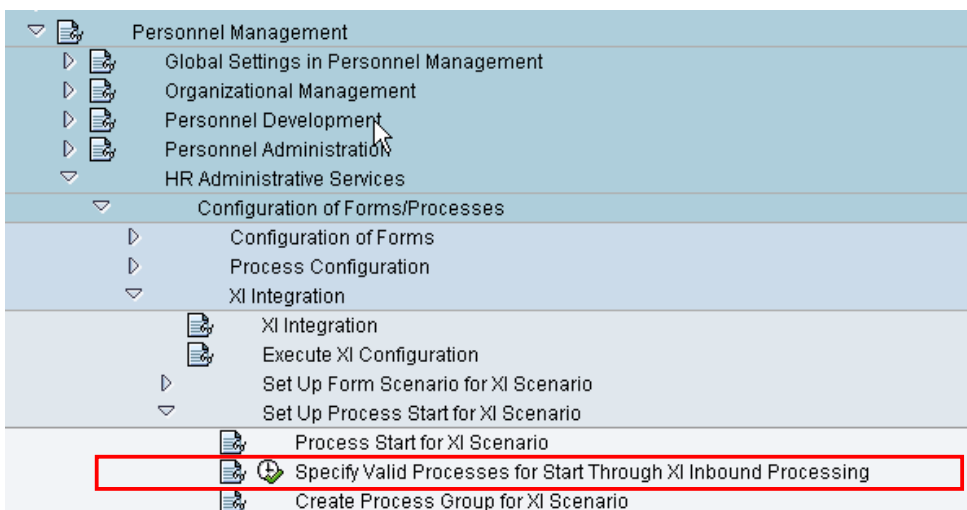 Personnel Management
Global Settings in Personnel Management
Organizational Management
Personnel Development
Personnel Administration
HR Administrative Services
Configuration of Forms/Processes
Configuration of Forms
Process Configuration
XI Integration
XI Integration
Execute XI Configuration
Set Up Form Scenario for XI Scenario
Set Up Process Start for XI Scenario
Process Start for XI Scenario
Specify Valid Processes for Start Through XI Inbound Processing
Create Process Group for XI Scenario